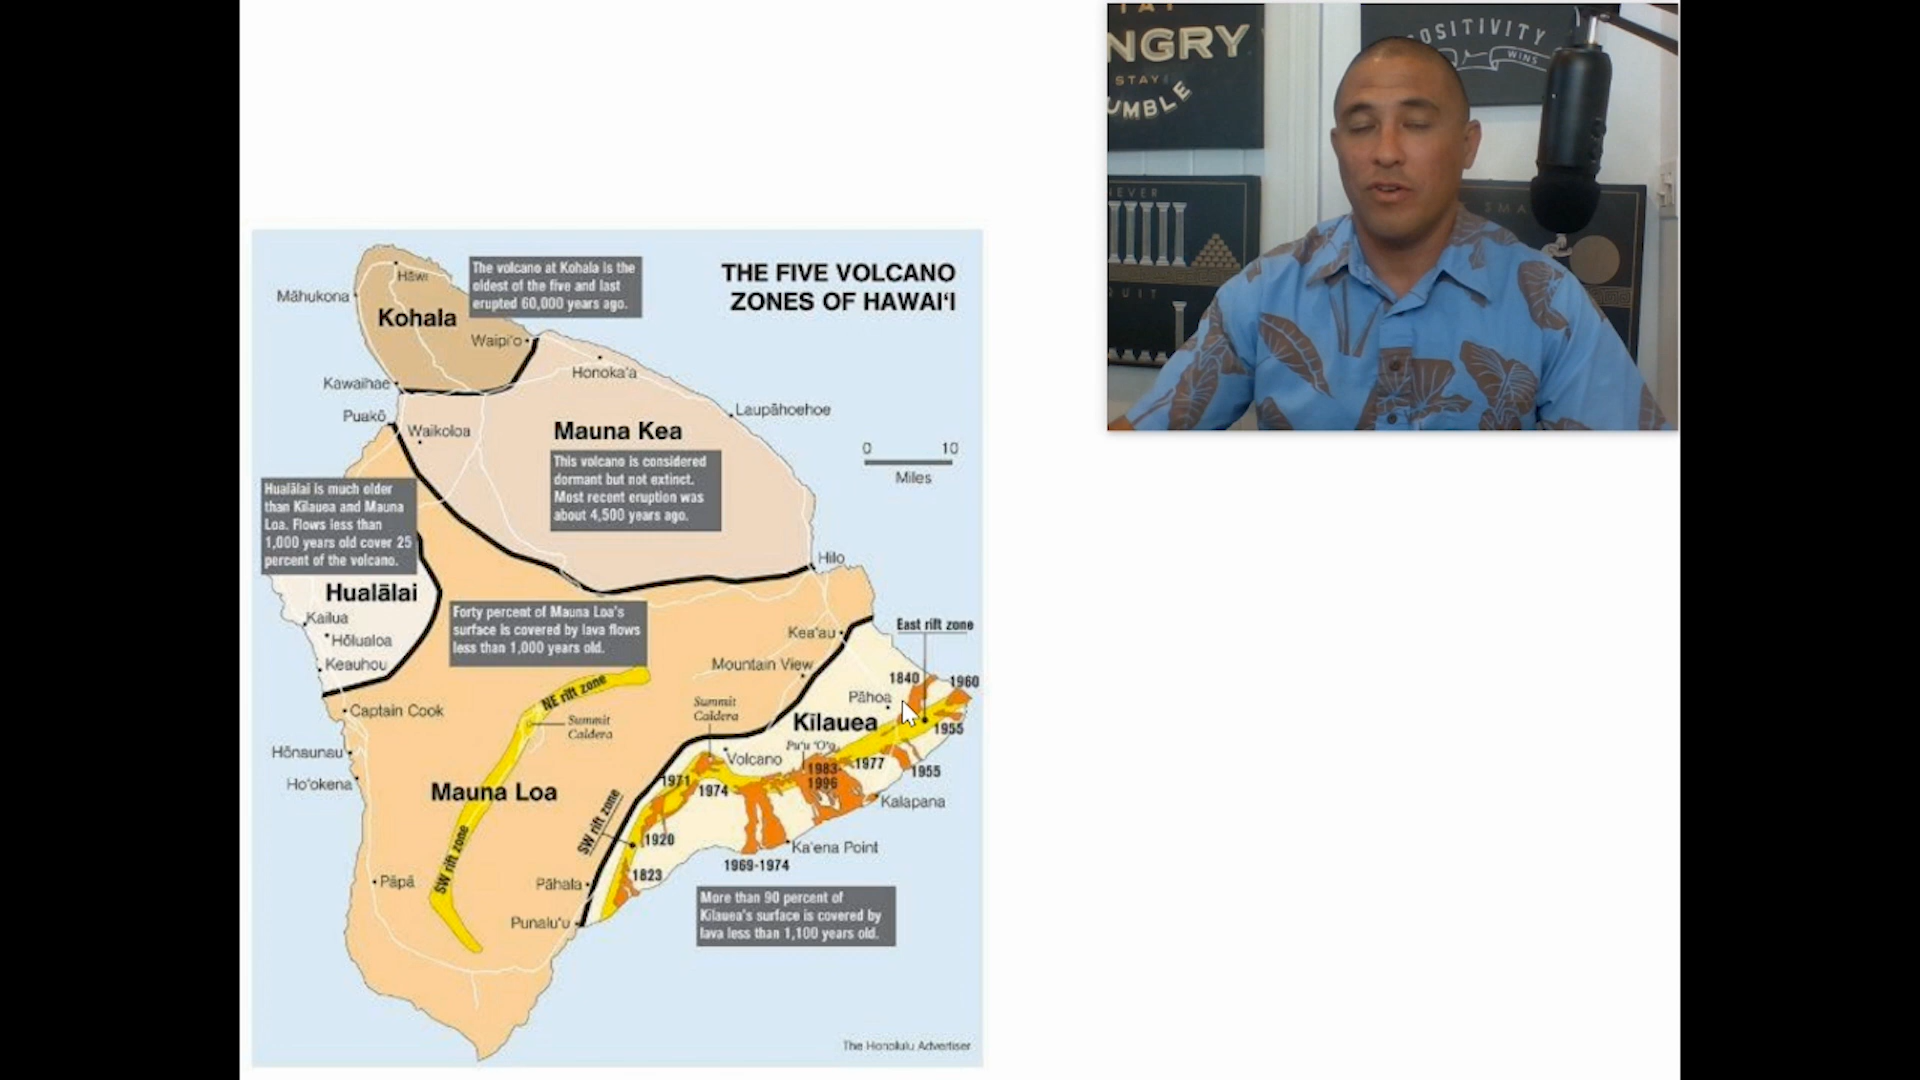 THE FIVE VOLCANO
ZONES OF HAWAIʻI
The volcano at Kohala is the
oldest of the five and last
erupted 60,000 years ago.
Hāwī
Māhukona
Kohala
Waipiʻo
Kawaihae
Honokaʻa
Puakō
Waikoloa
Laupāhoehoe
Mauna Kea
This volcano is considered
dormant but not extinct.
Most recent eruption was
about 4,500 years ago.
0 10
Miles
Hualālai is much older
than Kīlauea and Mauna
Loa. Flows less than
1,000 years old cover 25
percent of the volcano.
Hilo
Hualālai
Kailua
Hōlualoa
Keauhou
Forty percent of Mauna Loa's
surface is covered by lava flows
less than 1,000 years old.
Keaʻau
East rift zone
Mountain View
NE rift zone
Summit
Caldera
Summit
Caldera
Captain Cook
1840
1960
Pāhoa
Kīlauea
1955
Hōnaunau
Hoʻokena
Mauna Loa
Volcano
Puʻu ʻOʻo
1971
1974
1983-
1996
1977
1955
Kalapana
SW rift zone
SW rift zone
1920
Kaʻena Point
1969-1974
1823
Pāpā
Pāhala
Punaluʻu
More than 90 percent of
Kīlauea's surface is covered by
lava less than 1,100 years old.
The Honolulu Advertiser
NGRY
STAY
UMBLE
OSITIVITY
WINS
NEVER
QUIT
SMA